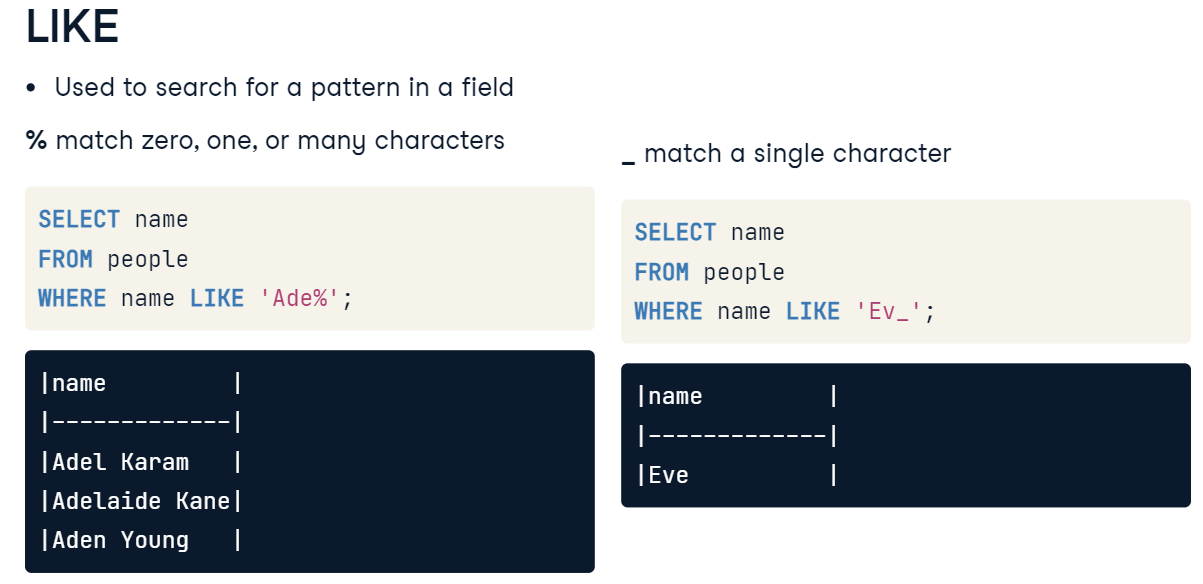 LIKE
• Used to search for a pattern in a field
% match zero, one, or many characters
SELECT name
FROM people
WHERE name LIKE 'Ade%';
|name         |
|-------------|
|Adel Karam   |
|Adelaide Kane|
|Aden Young   |
_ match a single character
SELECT name
FROM people
WHERE name LIKE 'Ev_';
|name         |
|-------------|
|Eve          |